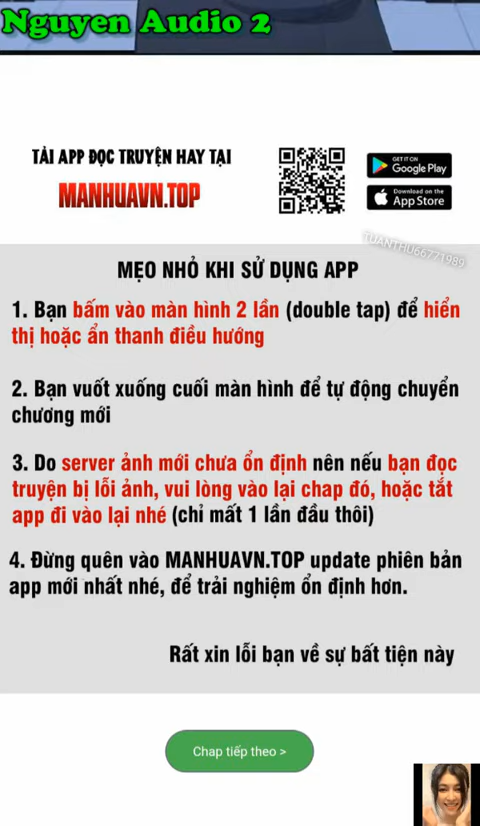 Nguyen Audio 2
TẢI APP ĐỌC TRUYỆN HAY TẠI
MANHUAVN.TOP
GET IT ON
Google Play
Download on the
App Store
TUANTHU66771989
MẸO NHỎ KHI SỬ DỤNG APP
1. Bạn bấm vào màn hình 2 lần (double tap) để hiển
thị hoặc ẩn thanh điều hướng
2. Bạn vuốt xuống cuối màn hình để tự động chuyển
chương mới
3. Do server ảnh mới chưa ổn định nên nếu bạn đọc
truyện bị lỗi ảnh, vui lòng vào lại chap đó, hoặc tắt
app đi vào lại nhé (chỉ mất 1 lần đầu thôi)
4. Đừng quên vào MANHUAVN.TOP update phiên bản
app mới nhất nhé, để trải nghiệm ổn định hơn.
Rất xin lỗi bạn về sự bất tiện này
Chap tiếp theo >